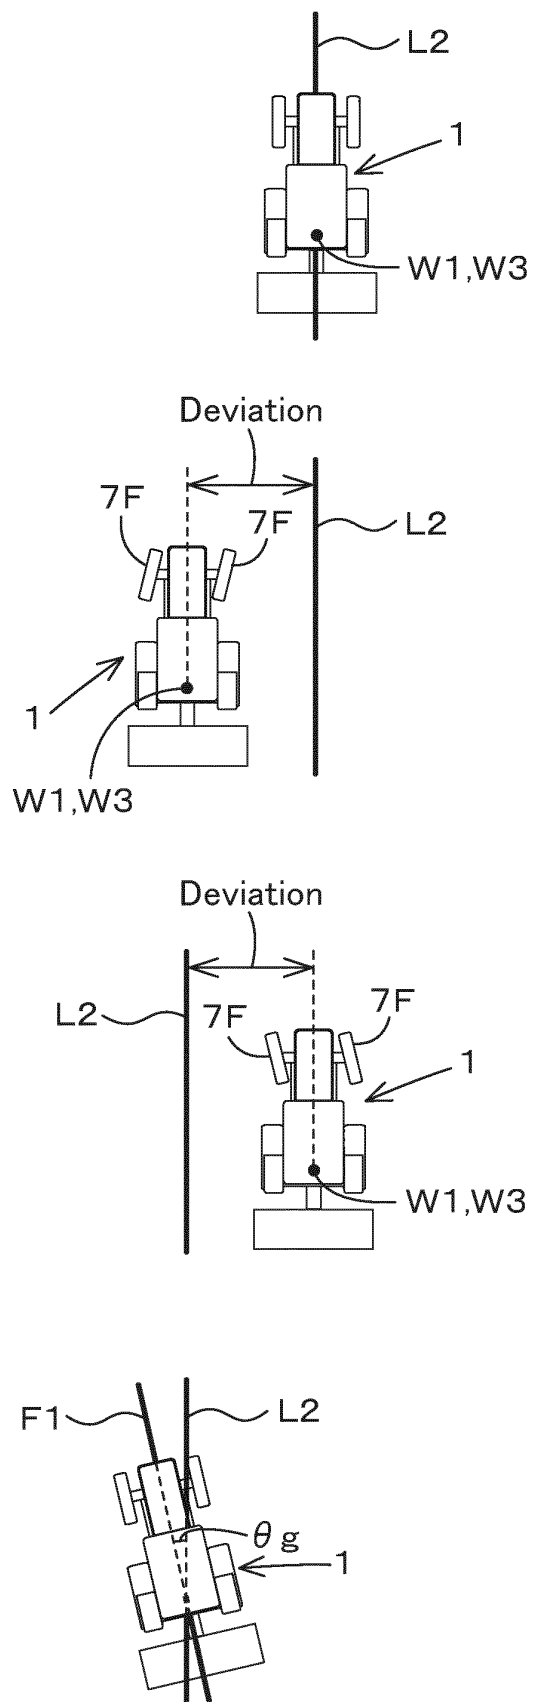 L2
1
W1,W3
Deviation
7F
7F
L2
1
W1,W3
Deviation
L2
7F
7F
1
W1,W3
F1
L2
θg
1